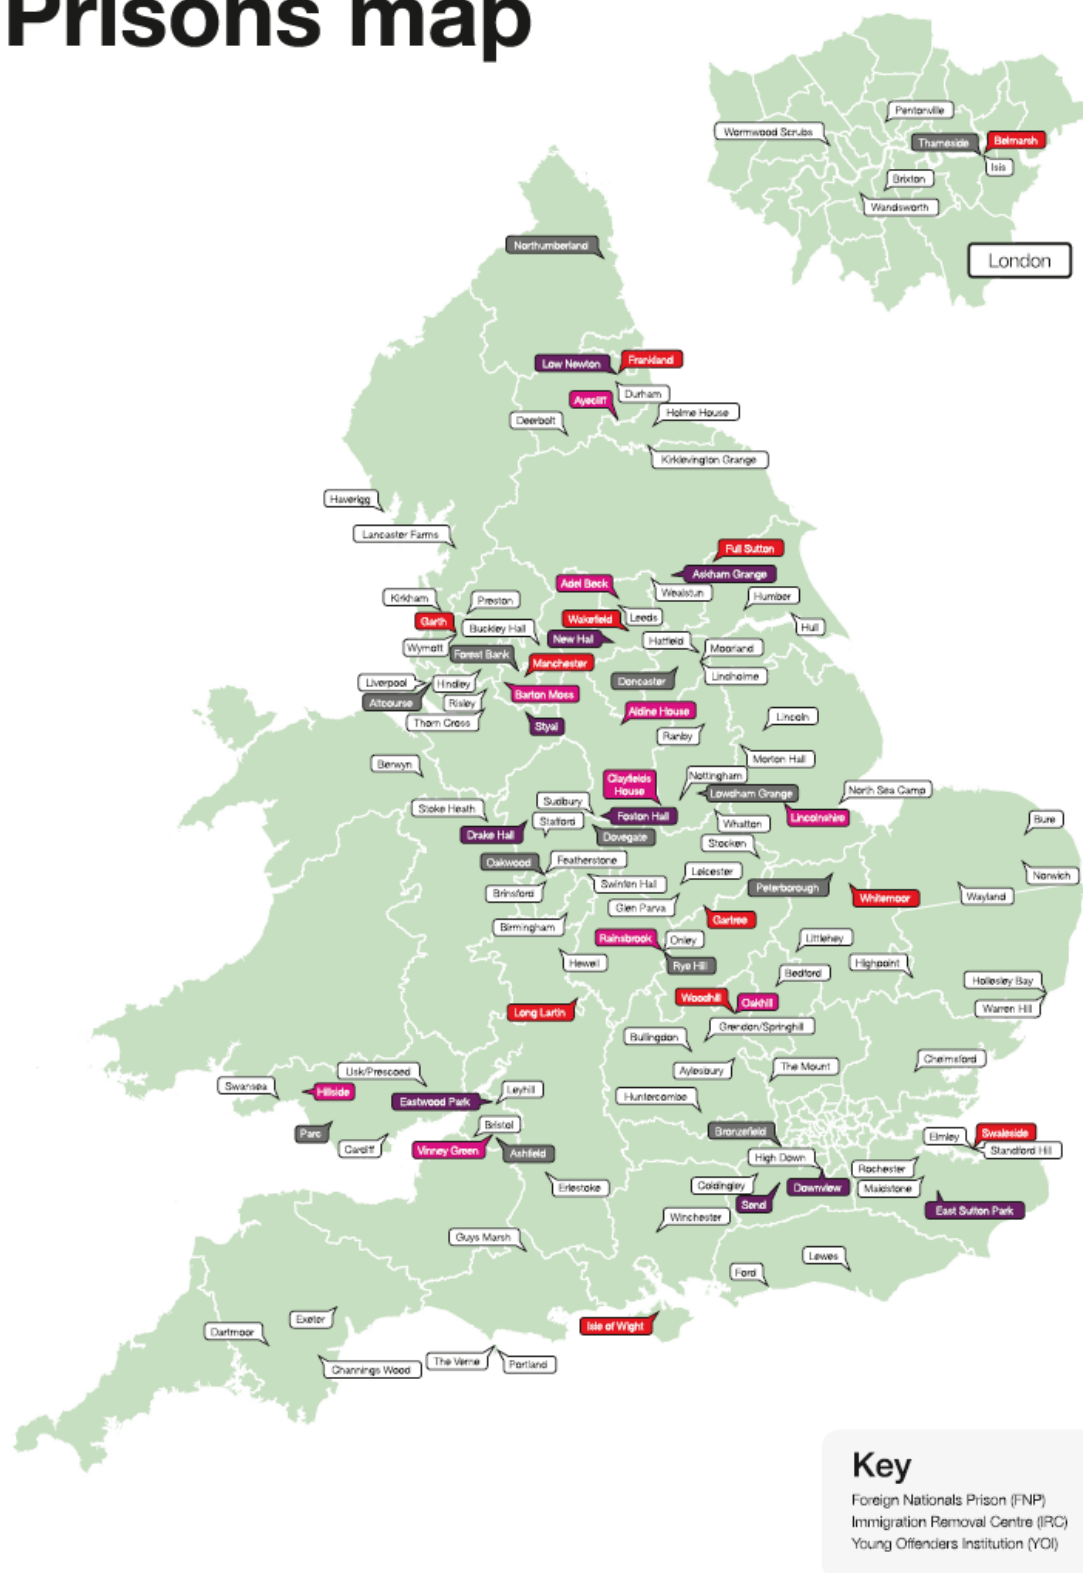 Prisons map
Pentonville
Wormwood Scrubs
Thameside
Belmarsh
Isis
Brixton
Wandsworth
London
Northumberland
Low Newton
Frankland
Durham
Aycliff
Holme House
Deerbolt
Kirklevington Grange
Haverigg
Lancaster Farms
Full Sutton
Askham Grange
Adel Beck
Wealstun
Humber
Kirkham
Preston
Garth
Wakefield
Leeds
Buckley Hall
Hull
New Hall
Hatfield
Moorland
Wymott
Forest Bank
Manchester
Lindholme
Liverpool
Hindley
Doncaster
Barton Moss
Altcourse
Risley
Aldine House
Thorn Cross
Styal
Lincoln
Ranby
Morton Hall
Berwyn
Nottingham
Clayfields
House
Lowdham Grange
North Sea Camp
Stoke Heath
Sudbury
Foston Hall
Lincolnshire
Bure
Stafford
Whatton
Drake Hall
Dovegate
Stocken
Oakwood
Featherstone
Leicester
Norwich
Swinfen Hall
Peterborough
Brinsford
Whitemoor
Wayland
Glen Parva
Gartree
Birmingham
Rainsbrook
Onley
Littlehey
Hewell
Rye Hill
Highpoint
Bedford
Hollesley Bay
Woodhill
Oakhill
Warren Hill
Long Lartin
Grendon/Springhill
Bullingdon
Chelmsford
Usk/Prescoed
Aylesbury
The Mount
Swansea
Hillside
Leyhill
Eastwood Park
Huntercombe
Bristol
Parc
Bronzefield
Elmley
Swaleside
Cardiff
Vinney Green
Ashfield
Standford Hill
High Down
Rochester
Erlestoke
Coldingley
Downview
Maidstone
Send
East Sutton Park
Winchester
Guys Marsh
Lewes
Ford
Exeter
Isle of Wight
Dartmoor
Channings Wood
The Verne
Portland
Key
Foreign Nationals Prison (FNP)
Immigration Removal Centre (IRC)
Young Offenders Institution (YOI)